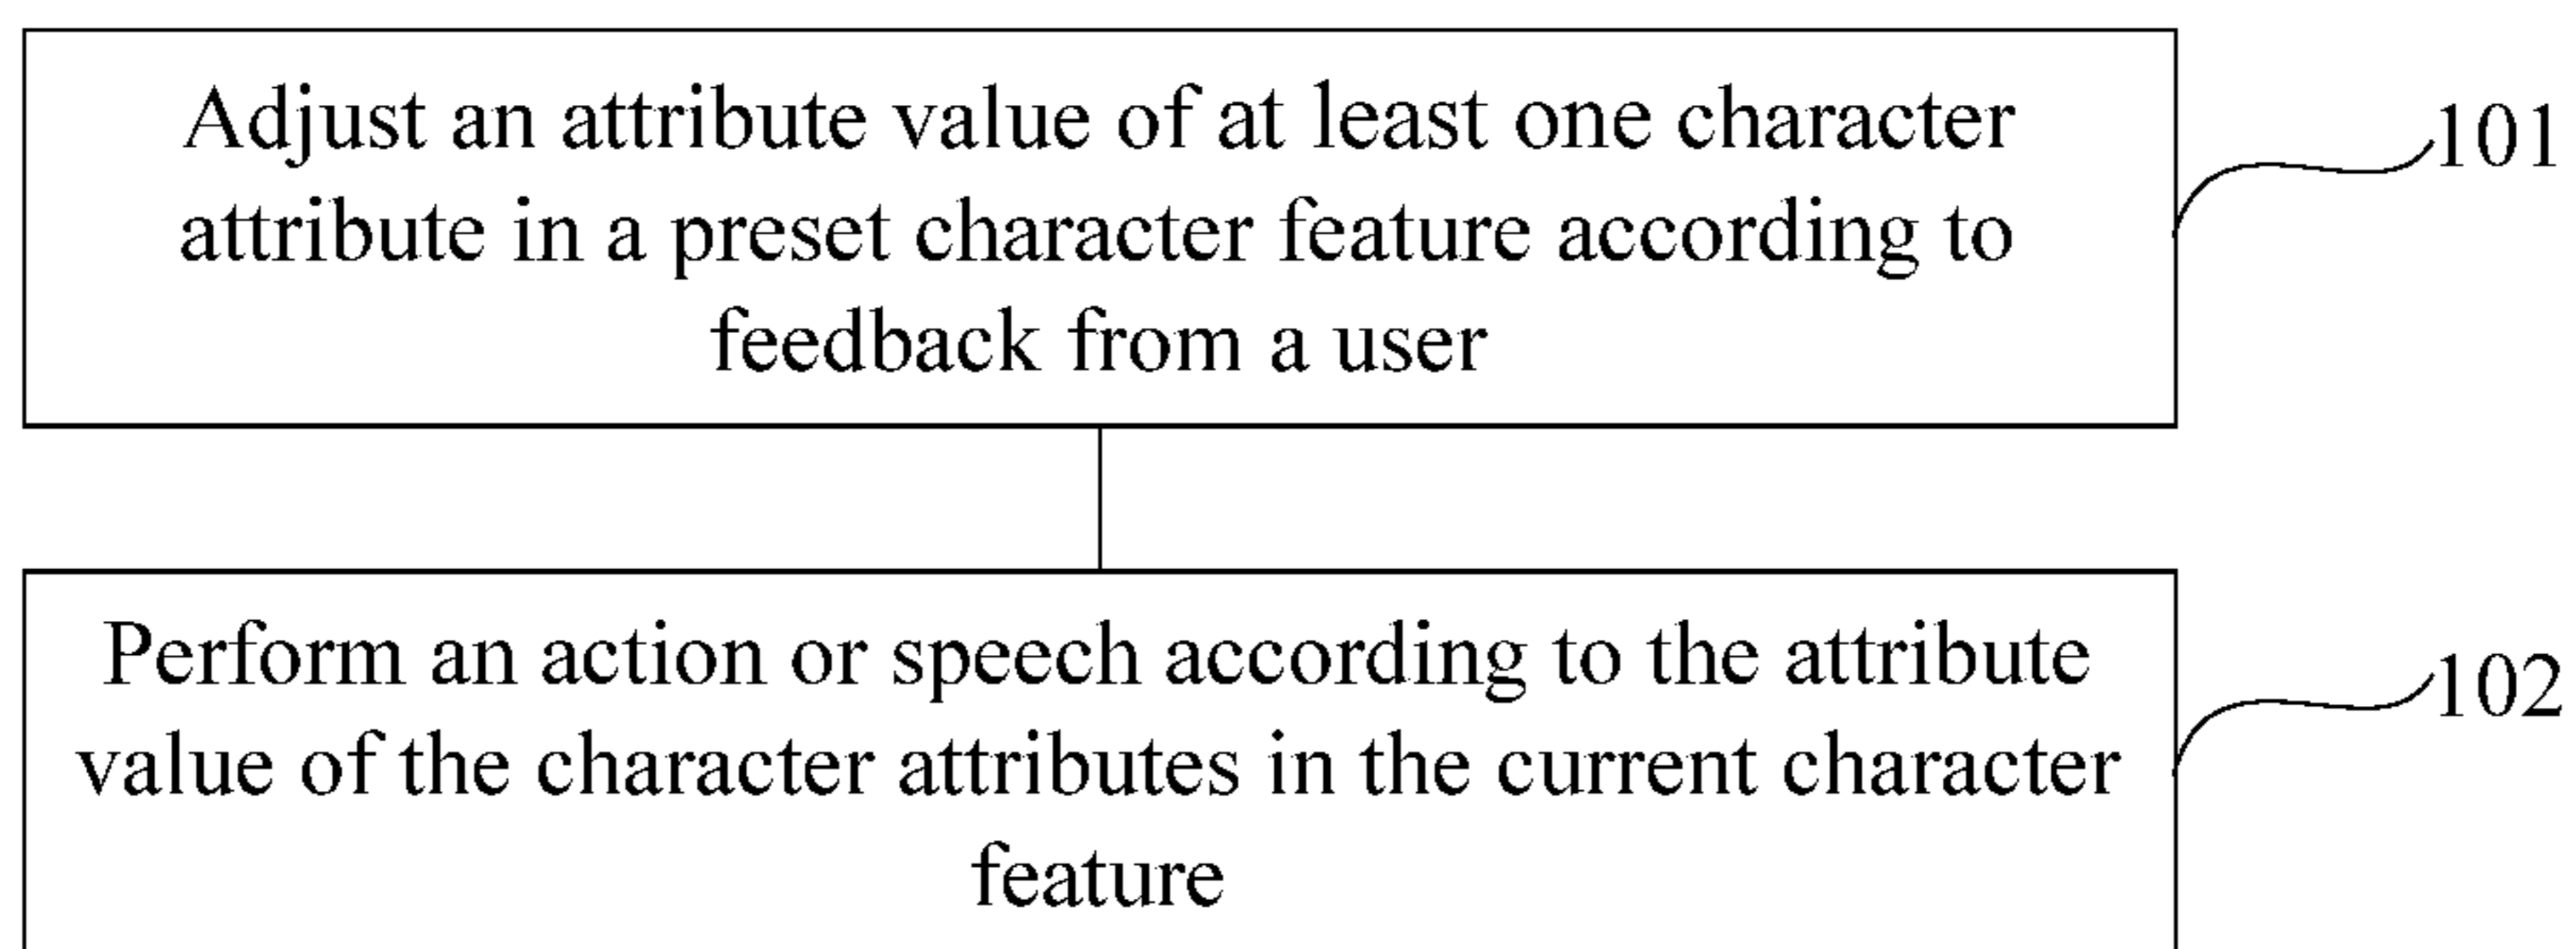 Adjust an attribute value of at least one character
attribute in a preset character feature according to
feedback from a user
101
Perform an action or speech according to the attribute
value of the character attributes in the current character
feature
102